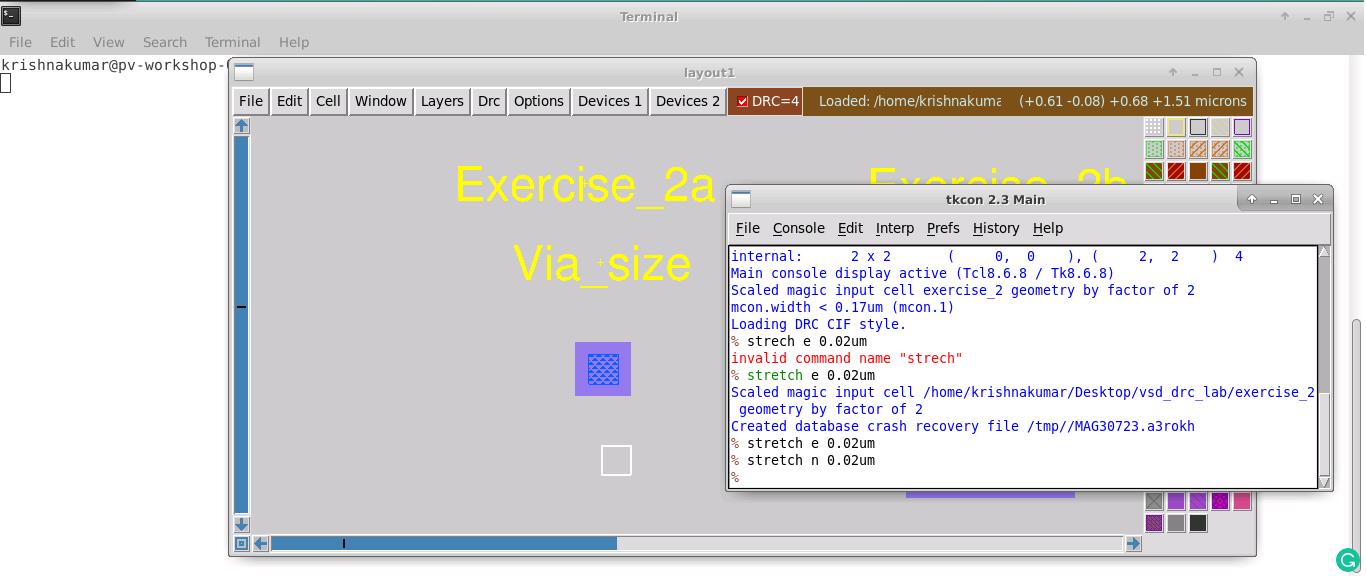 Terminal
File Edit View Search Terminal Help
krishnakumar@pv-workshop-
layout1
File Edit Cell Window Layers Drc Options Devices 1 Devices 2 DRC=4 Loaded: /home/krishnakuma (+0.61 -0.08) +0.68 +1.51 microns
Exercise_2a
Exercise_2b
Via_size
tkcon 2.3 Main
File Console Edit Interp Prefs History Help
internal: 2 x 2 ( 0, 0 ), ( 2, 2 ) 4
Main console display active (Tcl8.6.8 / Tk8.6.8)
Scaled magic input cell exercise_2 geometry by factor of 2
mcon.width < 0.17um (mcon.1)
Loading DRC CIF style.
% strech e 0.02um
invalid command name "strech"
% stretch e 0.02um
Scaled magic input cell /home/krishnakumar/Desktop/vsd_drc_lab/exercise_2
geometry by factor of 2
Created database crash recovery file /tmp//MAG30723.a3rokh
% stretch e 0.02um
% stretch n 0.02um
%